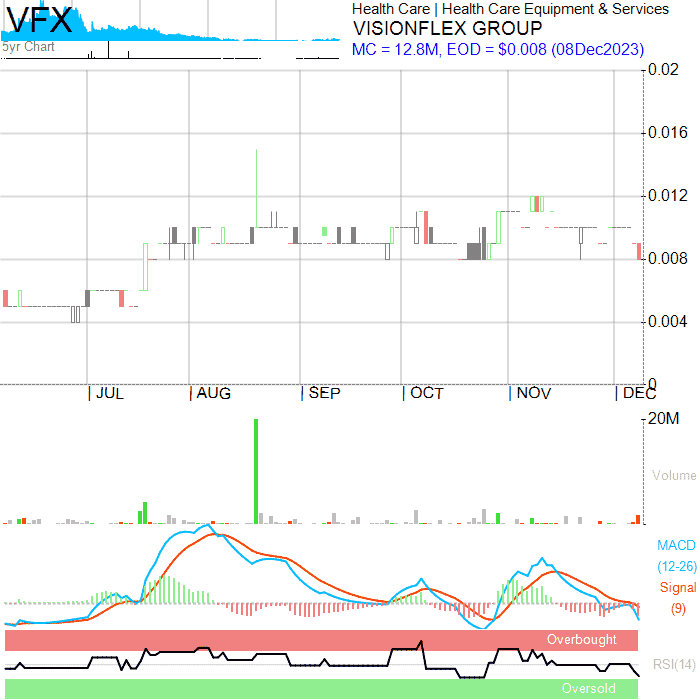 VFX
5yr Chart
Health Care | Health Care Equipment & Services
VISIONFLEX GROUP
MC = 12.8M, EOD = $0.008 (08Dec2023)
0.02
0.016
0.012
0.008
0.004
0
JUL
AUG
SEP
OCT
NOV
DEC
20M
Volume
MACD
(12-26)
Signal
(9)
Overbought
RSI(14)
Oversold